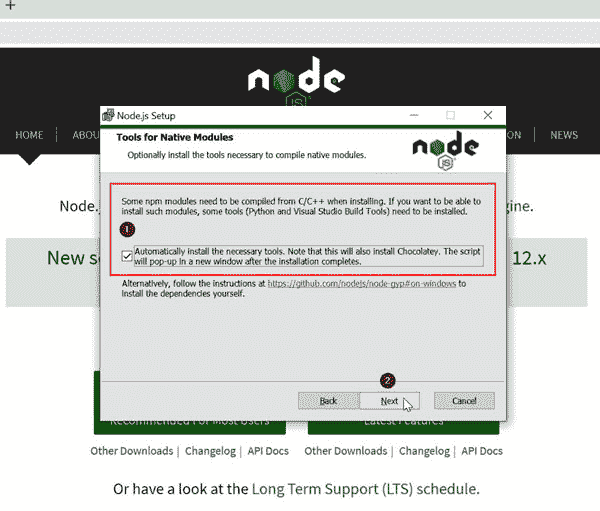 +
node
JS
Node.js Setup
HOME
ABOU
ON
NEWS
Tools for Native Modules
Optionally install the tools necessary to compile native modules.
node
JS
Node.
gine.
Some npm modules need to be compiled from C/C++ when installing. If you want to be able to
install such modules, some tools (Python and Visual Studio Build Tools) need to be installed.
1
New se
12.x
Automatically install the necessary tools. Note that this will also install Chocolatey. The script
will pop-up in a new window after the installation completes.
Alternatively, follow the instructions at https://github.com/nodejs/node-gyp#on-windows to
install the dependencies yourself.
2
Back
Next
Cancel
Recommended For Most Users
Latest Features
Other Downloads | Changelog | API Docs
Other Downloads | Changelog | API Docs
Or have a look at the Long Term Support (LTS) schedule.